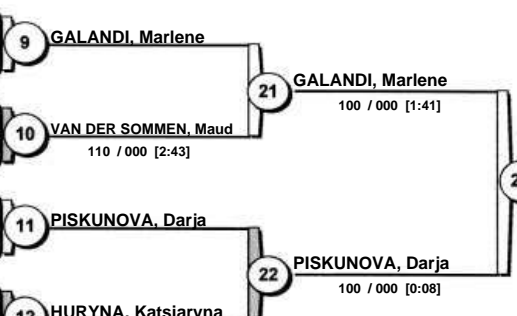 9
GALANDI, Marlene
21
GALANDI, Marlene
100 / 000 [1:41]
10
VAN DER SOMMEN, Maud
110 / 000 [2:43]
11
PISKUNOVA, Darja
22
PISKUNOVA, Darja
100 / 000 [0:08]
12
HURYNA, Katsiaryna